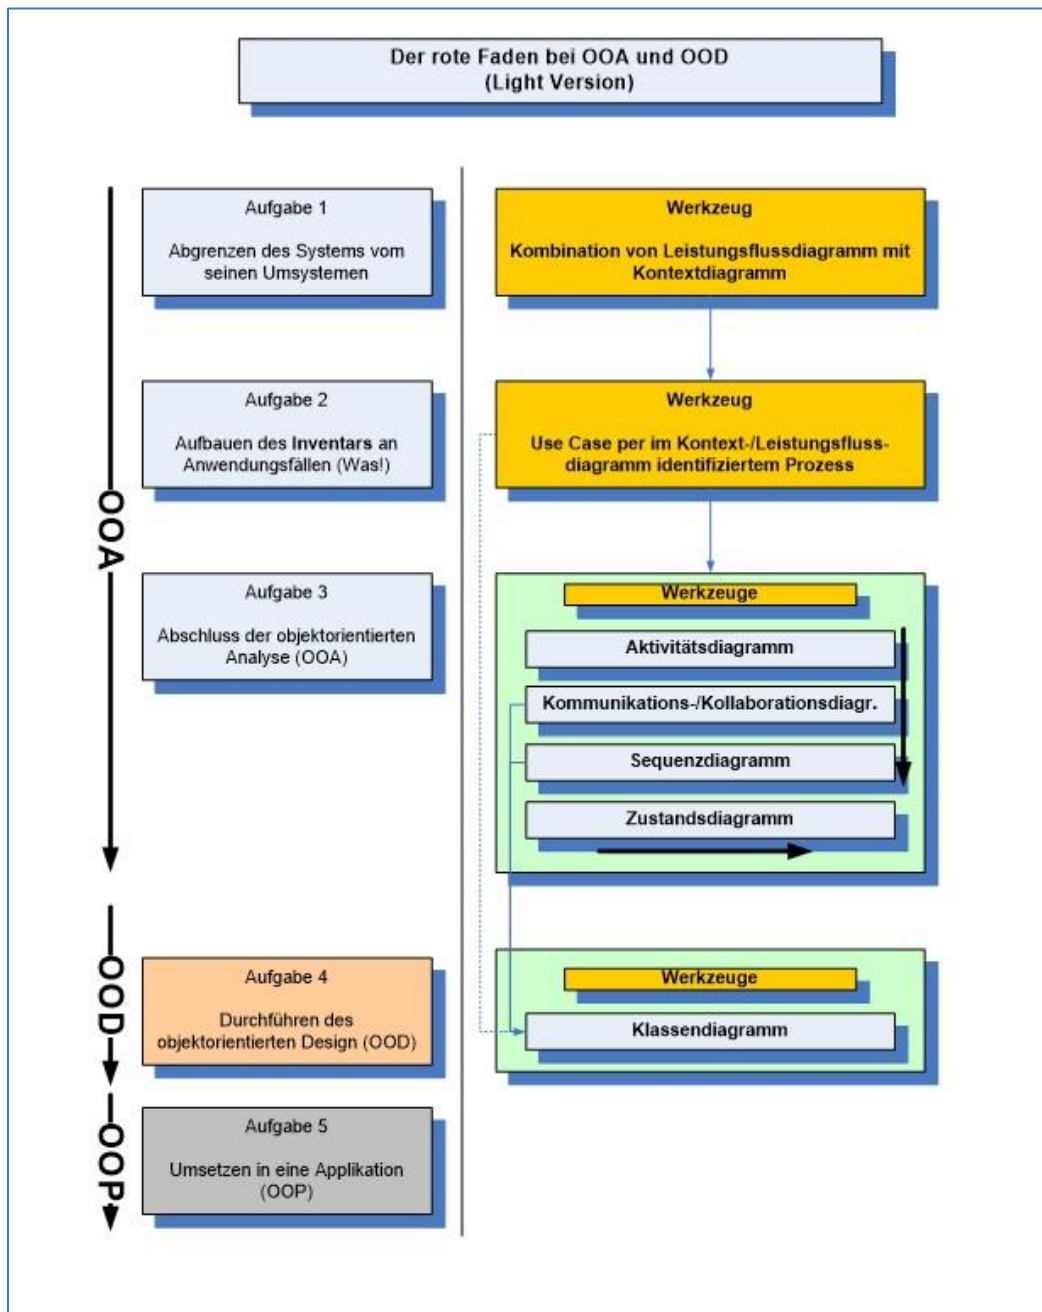 Der rote Faden bei OOA und OOD
(Light Version)
Aufgabe 1
Abgrenzen des Systems vom
seinen Umsystemen
Werkzeug
Kombination von Leistungsflussdiagramm mit
Kontextdiagramm
Aufgabe 2
Aufbauen des Inventars an
Anwendungsfällen (Was!)
Werkzeug
Use Case per im Kontext-/Leistungsfluss-
diagramm identifiziertem Prozess
OOA
Aufgabe 3
Abschluss der objektorientierten
Analyse (OOA)
Werkzeuge
Aktivitätsdiagramm
Kommunikations-/Kollaborationsdiagr.
Sequenzdiagramm
Zustandsdiagramm
OOD
Aufgabe 4
Durchführen des
objektorientierten Design (OOD)
Werkzeuge
Klassendiagramm
OOP
Aufgabe 5
Umsetzen in eine Applikation
(OOP)